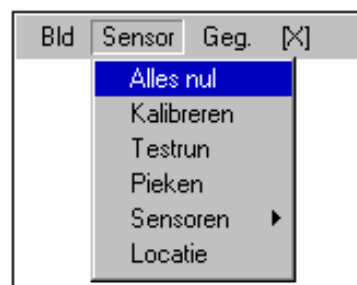 Bld Sensor Geg. [X]
Alles nul
Kalibreren
Testrun
Pieken
Sensoren
Locatie